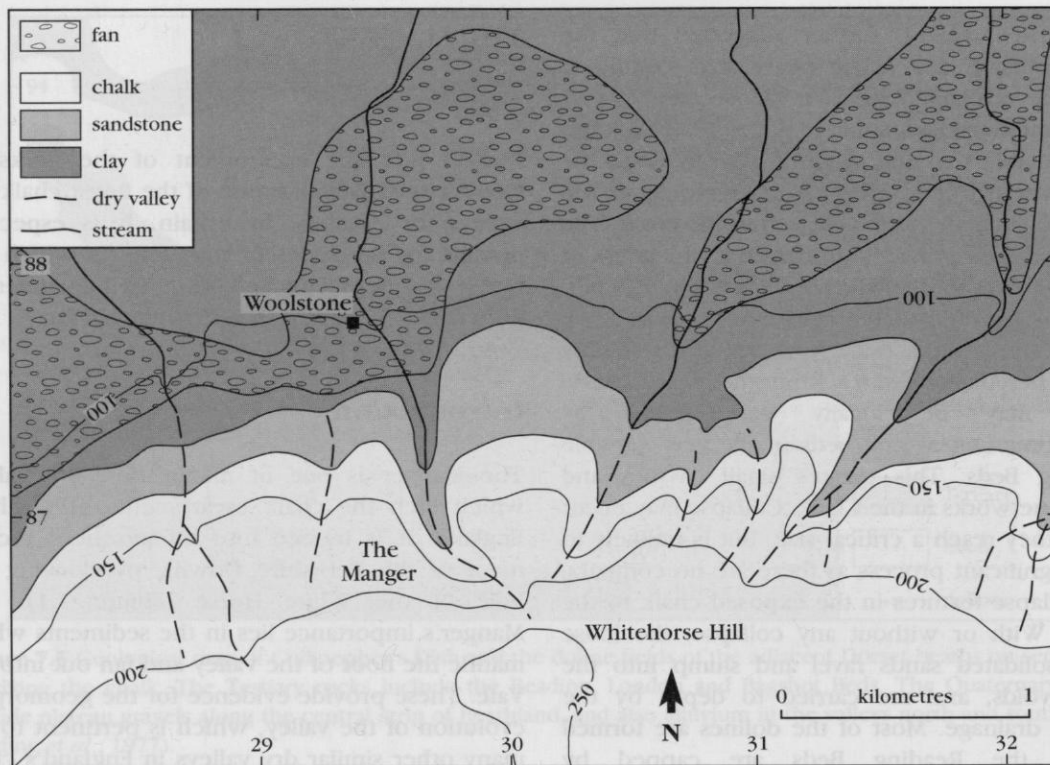 fan
chalk
sandstone
clay
dry valley
stream
88
Woolstone
100
100
87
150
150
The
Manger
Whitehorse Hill
200
200
250
N
0 kilometres 1
29
30
31
32